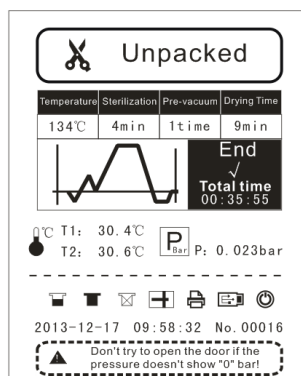 Unpacked
Temperature Sterilization Pre-vacuum Drying Time
134℃ 4min 1time 9min
End
√
Total time
00:35:55
℃ T1: 30.4℃
T2: 30.6℃
P Bar P: 0.023bar
2013-12-17 09:58:32 No.00016
Don't try to open the door if the
pressure doesn't show "0" bar!